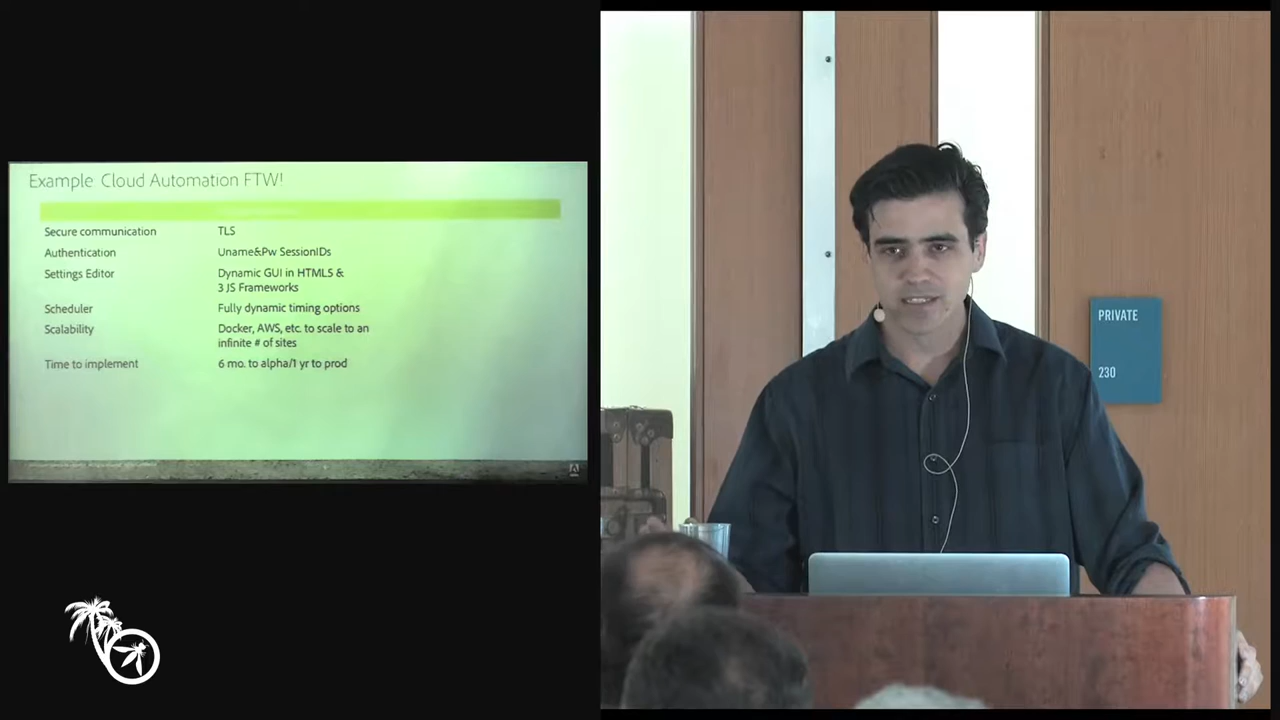 Example Cloud Automation FTW!
Secure communication TLS
Authentication Uname&Pw SessionIDs
Settings Editor Dynamic GUI in HTML5 &
3 JS Frameworks
Scheduler Fully dynamic timing options
Scalability Docker, AWS, etc. to scale to an
infinite # of sites
Time to implement 6 mo. to alpha/1 yr to prod
PRIVATE
230